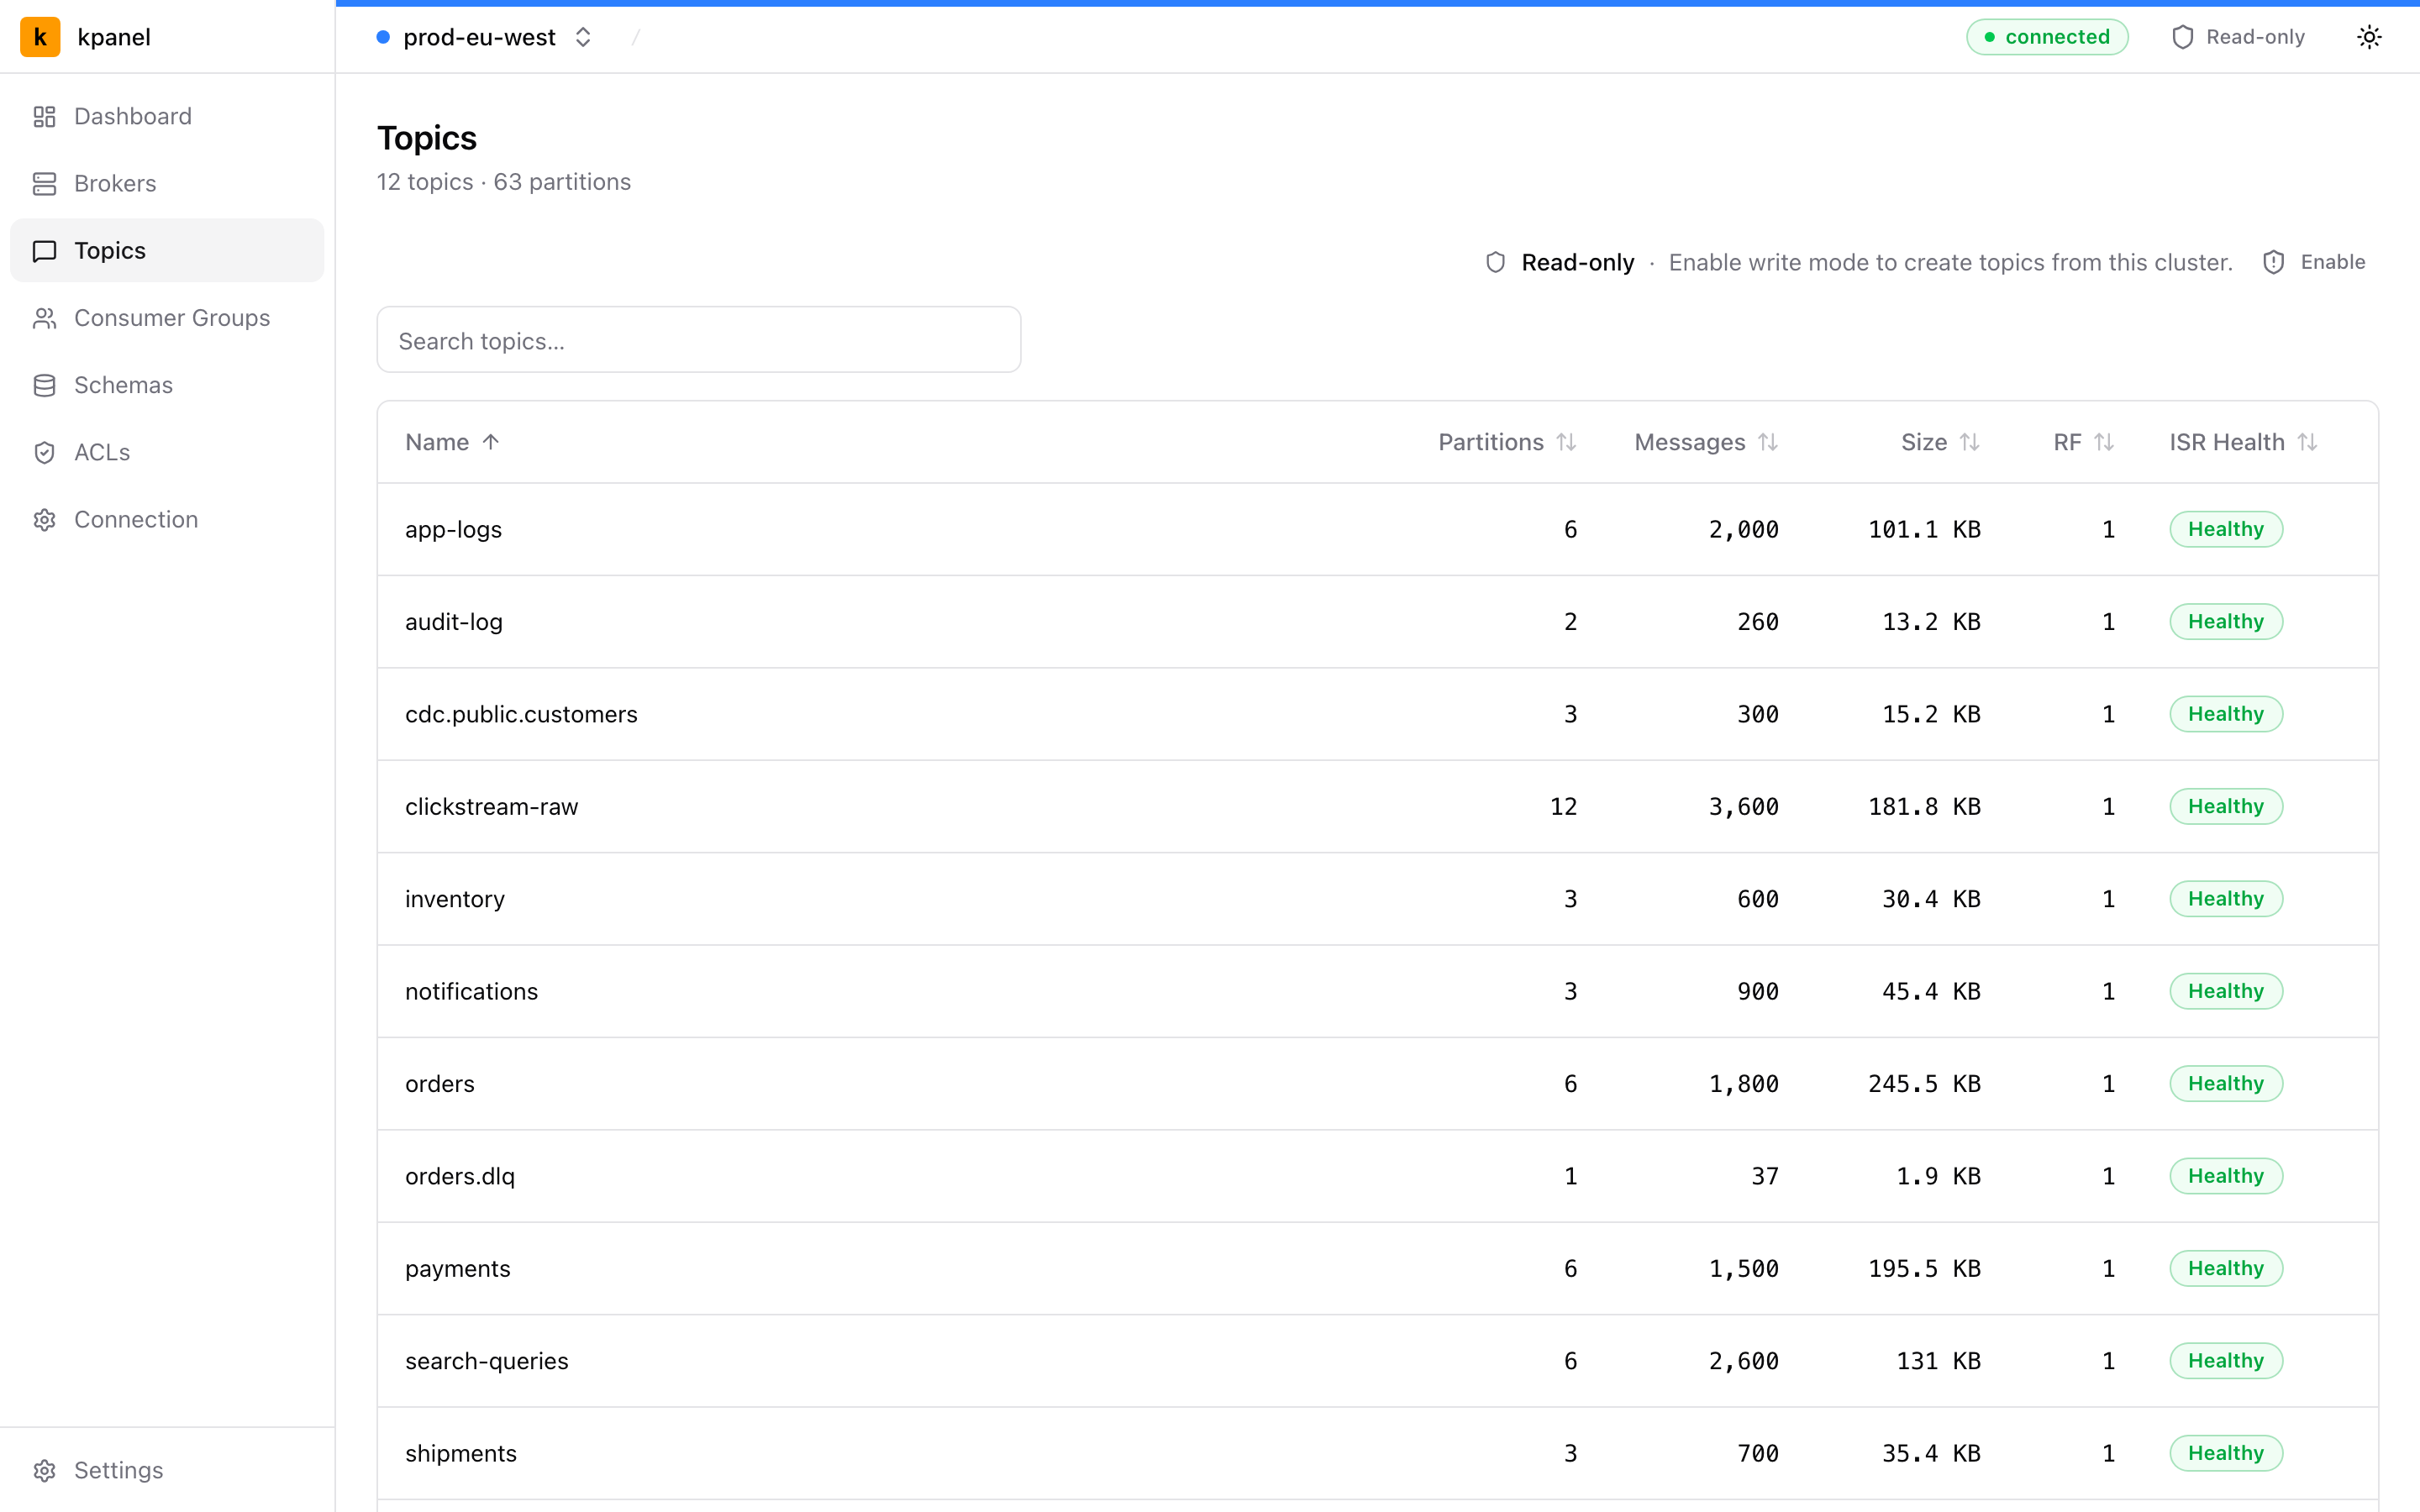 k kpanel
prod-eu-west / connected Read-only
Dashboard
Brokers
Topics
Consumer Groups
Schemas
ACLs
Connection
Settings
Topics
12 topics · 63 partitions
Read-only · Enable write mode to create topics from this cluster. Enable
Search topics...
Name Partitions Messages Size RF ISR Health
app-logs 6 2,000 101.1 KB 1 Healthy
audit-log 2 260 13.2 KB 1 Healthy
cdc.public.customers 3 300 15.2 KB 1 Healthy
clickstream-raw 12 3,600 181.8 KB 1 Healthy
inventory 3 600 30.4 KB 1 Healthy
notifications 3 900 45.4 KB 1 Healthy
orders 6 1,800 245.5 KB 1 Healthy
orders.dlq 1 37 1.9 KB 1 Healthy
payments 6 1,500 195.5 KB 1 Healthy
search-queries 6 2,600 131 KB 1 Healthy
shipments 3 700 35.4 KB 1 Healthy